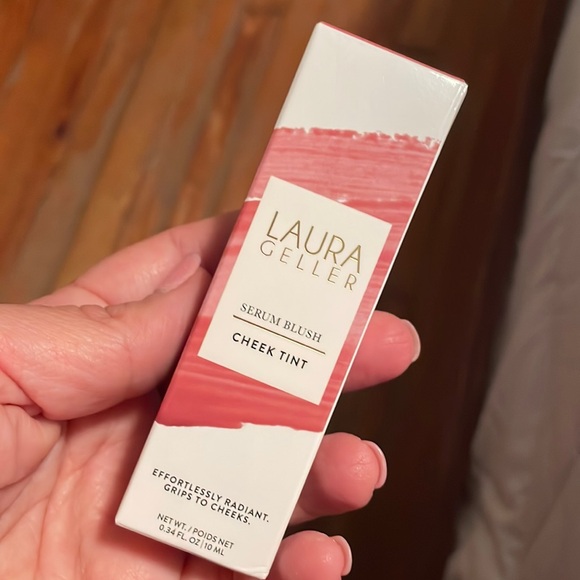 LAURA
GELLER
SERUM BLUSH
CHEEK TINT
EFFORTLESSLY RADIANT.
GRIPS TO CHEEKS.
NET WT. / POIDS NET
0.34 FL. OZ | 10 ML